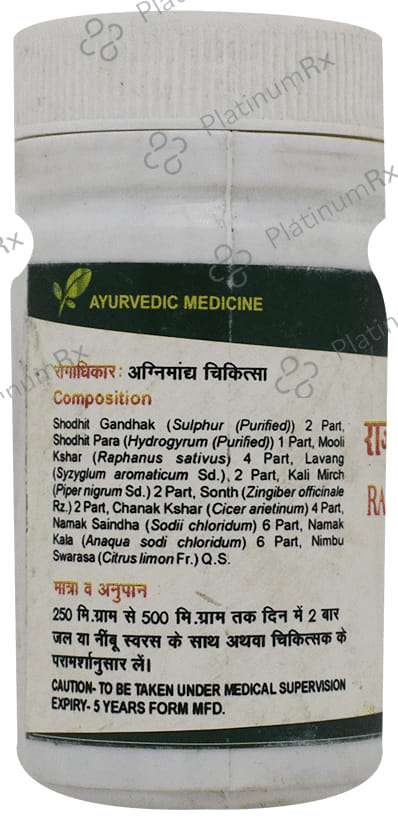 AYURVEDIC MEDICINE
रोगाधिकार: अग्निमांद्य चिकित्सा
Composition
Shodhit Gandhak (Sulphur (Purified)) 2 Part,
Shodhit Para (Hydrogyrum (Purified)) 1 Part, Mooli
Kshar (Raphanus sativus) 4 Part, Lavang
(Syzyglum aromaticum Sd.), 2 Part, Kali Mirch
(Piper nigrum Sd.) 2 Part, Sonth (Zingiber officinale
Rz.) 2 Part, Chanak Kshar (Cicer arietinum) 4 Part,
Namak Saindha (Sodii chloridum) 6 Part, Namak
Kala (Anaqua sodi chloridum) 6 Part, Nimbu
Swarasa (Citrus limon Fr.) Q.S.
मात्रा व अनुपान
250 मि.ग्राम से 500 मि.ग्राम तक दिन में 2 बार
जल या नींबू स्वरस के साथ अथवा चिकित्सक के
परामर्शानुसार लें।
CAUTION- TO BE TAKEN UNDER MEDICAL SUPERVISION
EXPIRY- 5 YEARS FORM MFD.
RA
PlatinumRx
PlatinumRx
PlatinumRx
PlatinumRx